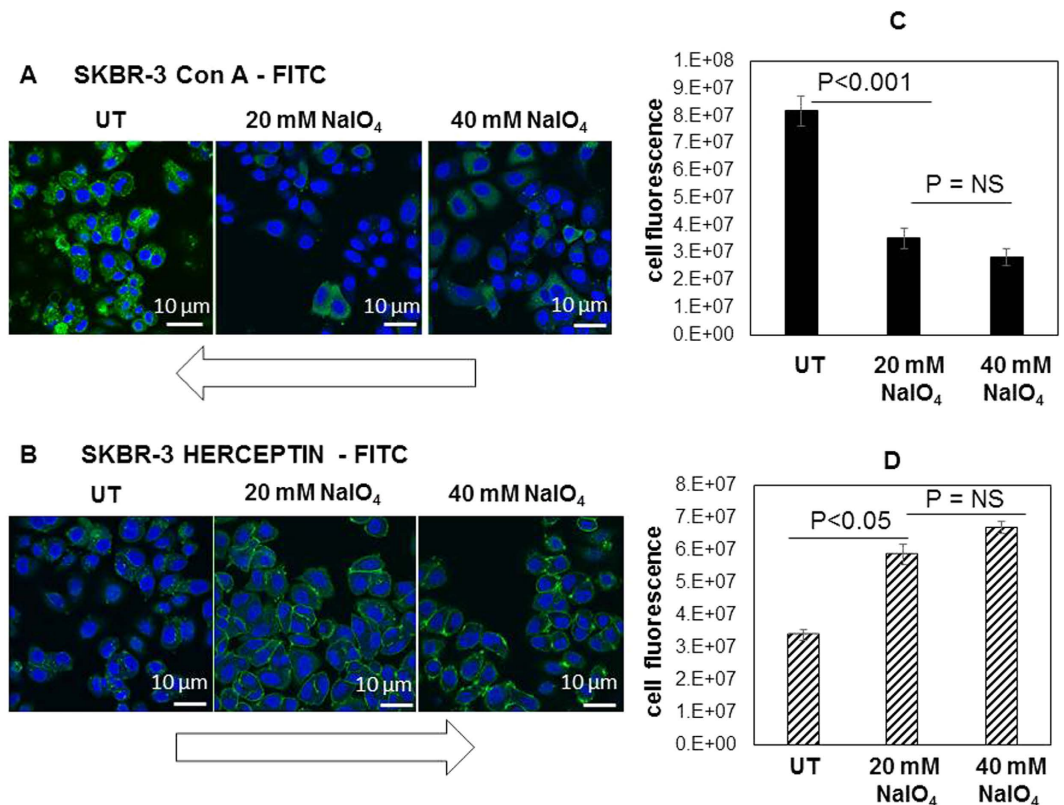 A SKBR-3 Con A - FITC
UT 20 mM NaIO₄ 40 mM NaIO₄
10 µm 10 µm 10 µm
B SKBR-3 HERCEPTIN - FITC
UT 20 mM NaIO₄ 40 mM NaIO₄
10 µm 10 µm 10 µm
C
cell fluorescence
1.E+08
9.E+07
8.E+07
7.E+07
6.E+07
5.E+07
4.E+07
3.E+07
2.E+07
1.E+07
0.E+00
P<0.001
P = NS
UT 20 mM 40 mM
NaIO₄ NaIO₄
D
cell fluorescence
8.E+07
7.E+07
6.E+07
5.E+07
4.E+07
3.E+07
2.E+07
1.E+07
0.E+00
P<0.05
P = NS
UT 20 mM 40 mM
NaIO₄ NaIO₄